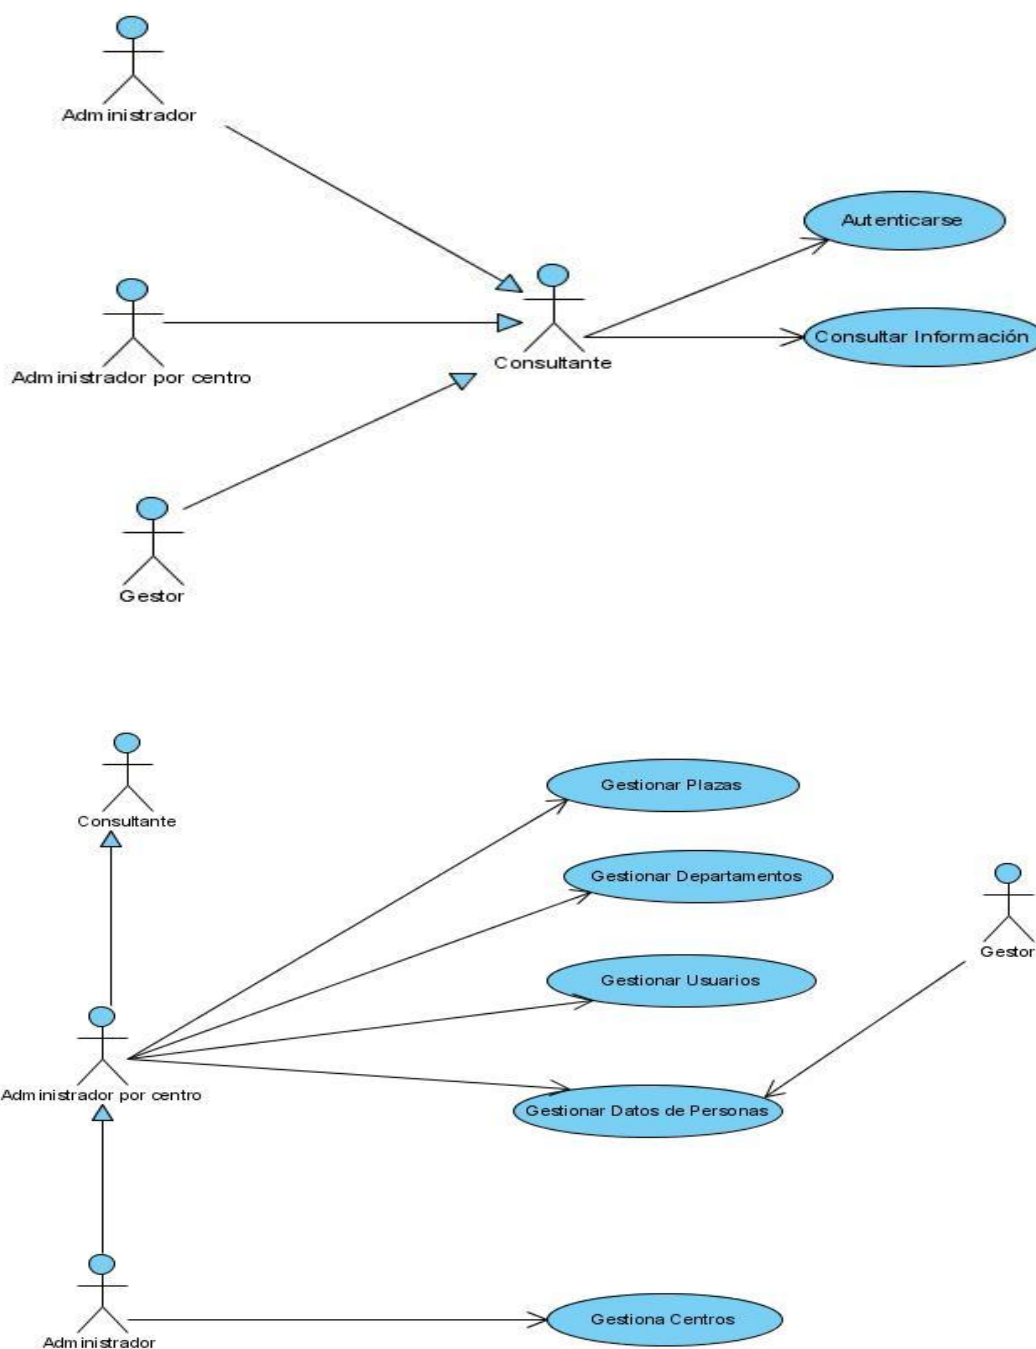 Administrador
Autenticarse
Administrador por centro
Consultante
Consultar Información
Gestor
Consultante
Gestionar Plazas
Gestionar Departamentos
Gestor
Gestionar Usuarios
Administrador por centro
Gestionar Datos de Personas
Administrador
Gestiona Centros